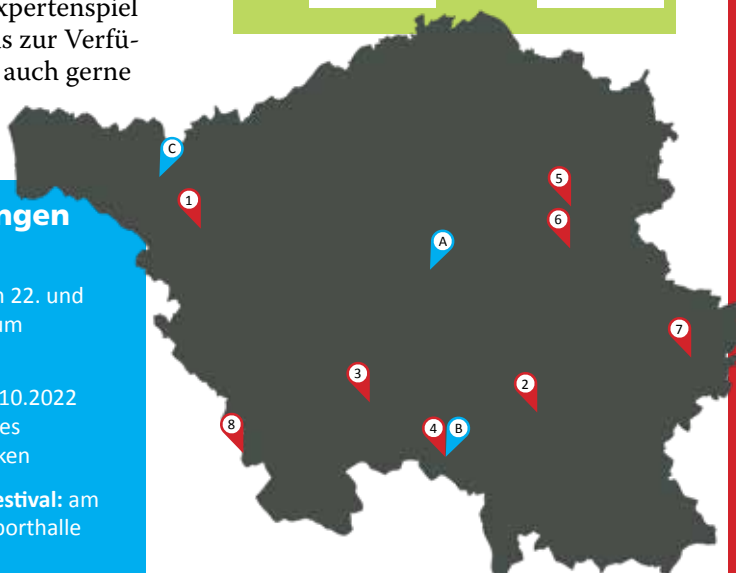 xpertenspiel
s zur Verfü-
auch gerne
ngen
22. und
um
10.2022
es
ken
estival: am
porthalle
C
1
5
6
A
7
3
2
8
4
B